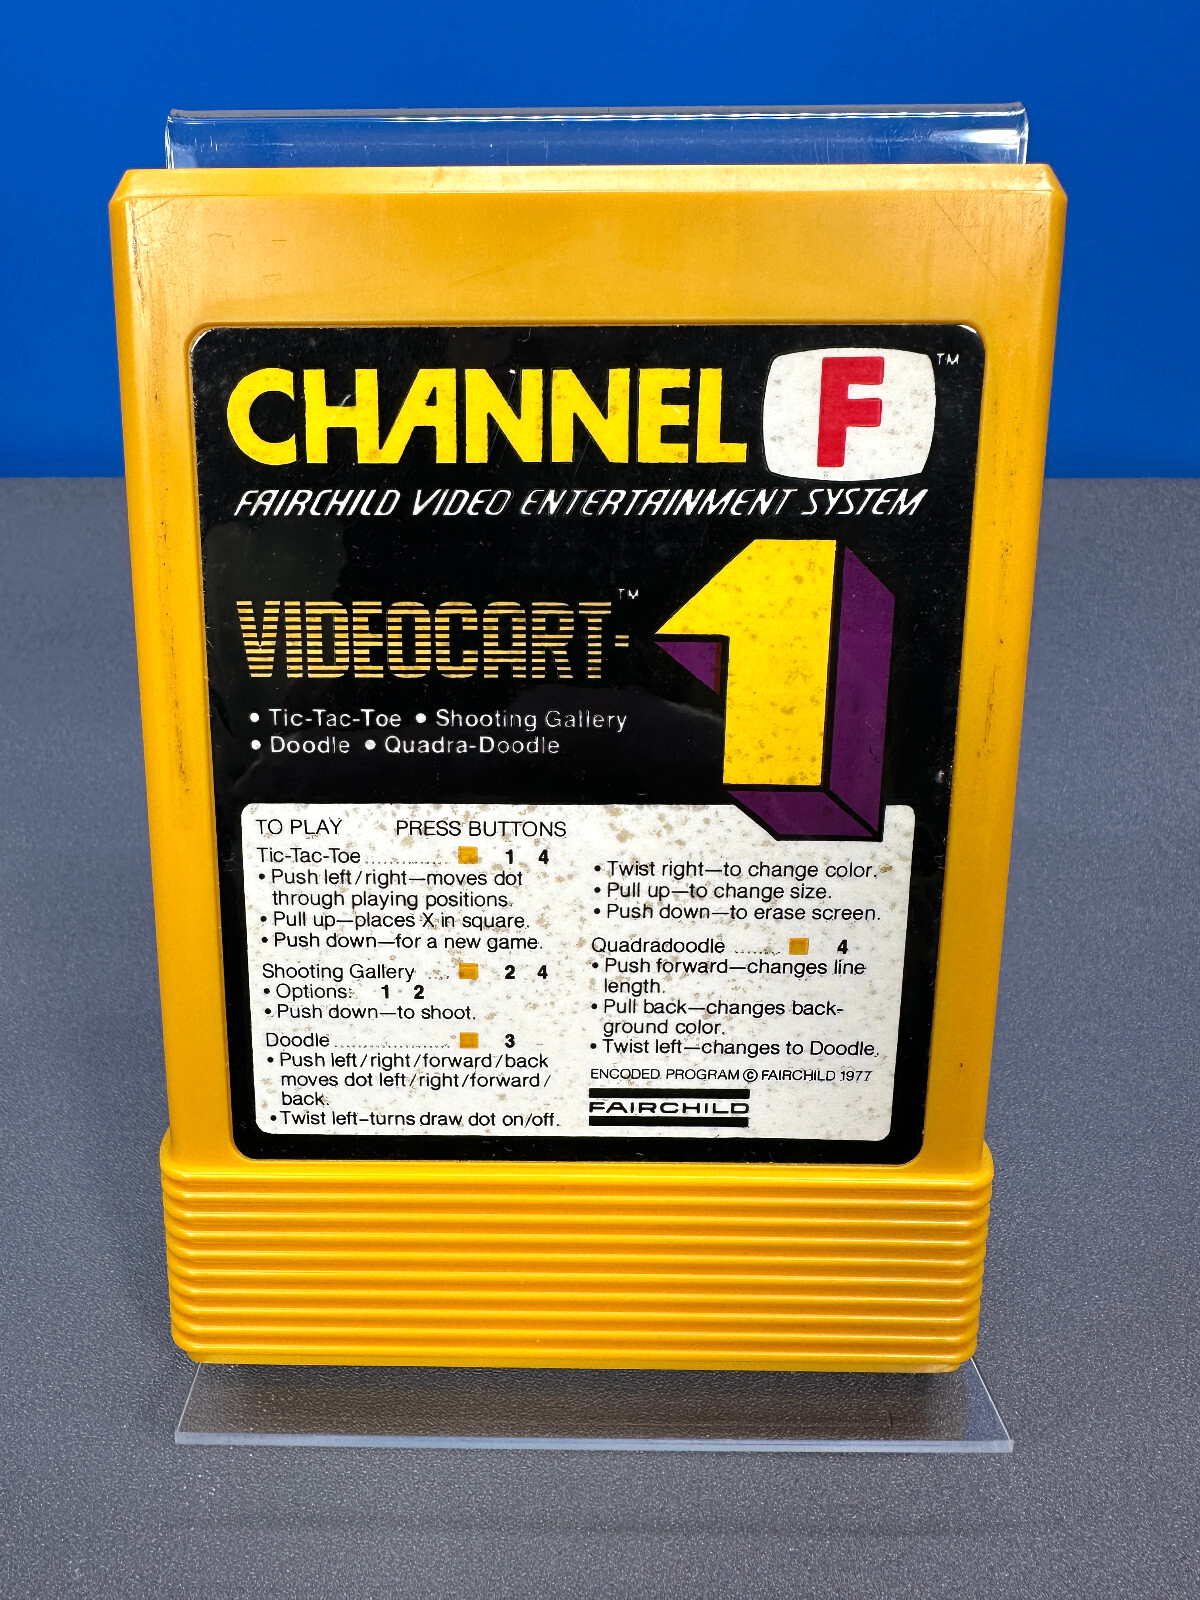 CHANNEL F ™
FAIRCHILD VIDEO ENTERTAINMENT SYSTEM
VIDEOCART-™ 1
• Tic-Tac-Toe • Shooting Gallery
• Doodle • Quadra-Doodle
TO PLAY PRESS BUTTONS
Tic-Tac-Toe ............... 1 4
• Push left/right—moves dot
through playing positions.
• Pull up—places X in square.
• Push down—for a new game.
Shooting Gallery .... 2 4
• Options: 1 2
• Push down—to shoot.
Doodle ...................... 3
• Push left/right/forward/back
moves dot left/right/forward/
back.
• Twist left–turns draw dot on/off.
• Twist right—to change color.
• Pull up—to change size.
• Push down—to erase screen.
Quadradoodle ....... 4
• Push forward—changes line
length.
• Pull back—changes back-
ground color.
• Twist left—changes to Doodle.
ENCODED PROGRAM © FAIRCHILD 1977
FAIRCHILD